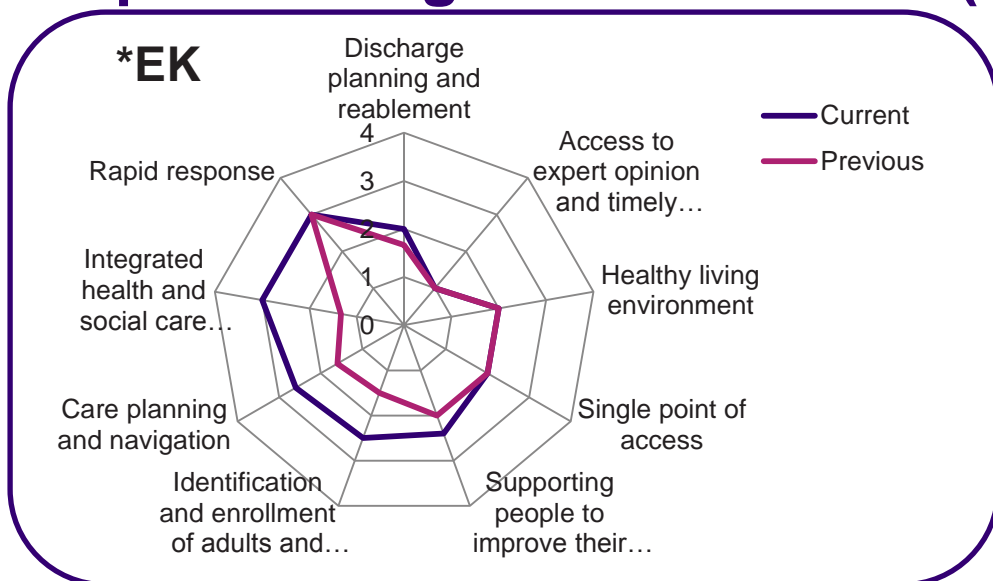 *EK
Discharge
planning and
reablement
Access to
expert opinion
and timely…
Healthy living
environment
Single point of
access
Supporting
people to
improve their…
Identification
and enrollment
of adults and…
Care planning
and navigation
Integrated
health and
social care…
Rapid response
4
3
2
1
0
Current
Previous